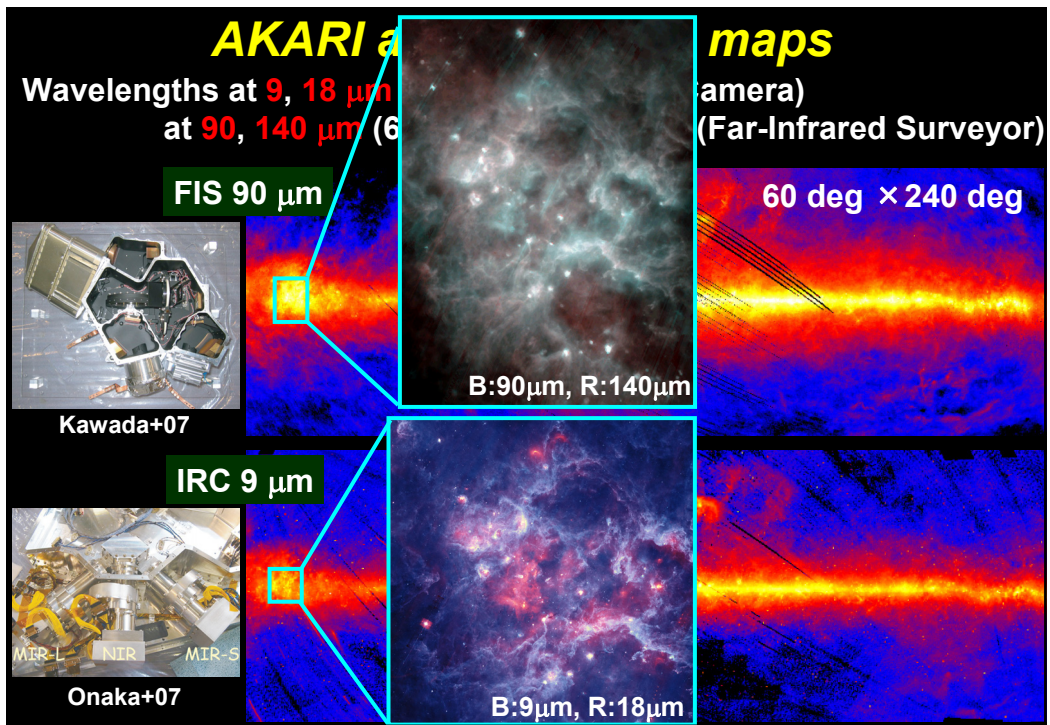 AKARI a maps
Wavelengths at 9, 18 μm amera)
at 90, 140 μm (6 (Far-Infrared Surveyor)
FIS 90 μm
60 deg ×240 deg
B:90μm, R:140μm
Kawada+07
IRC 9 μm
MIR-L NIR - MIR-S
Onaka+07
B:9μm, R:18μm